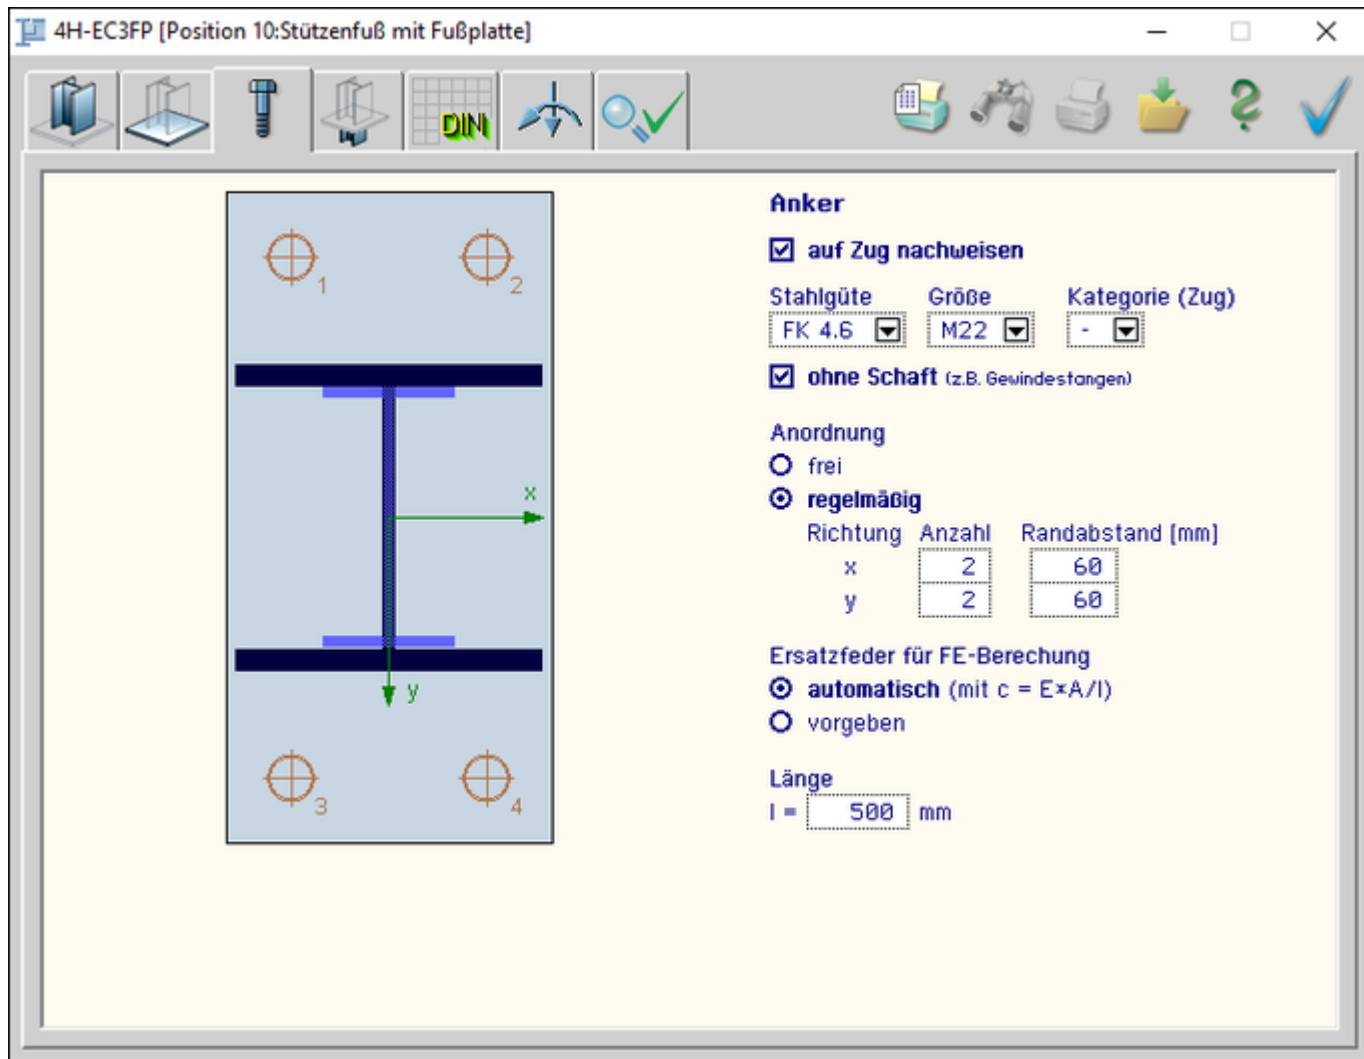 4H-EC3FP [Position 10:Stützenfuß mit Fußplatte]
DIN
1
2
x
y
3
4
Anker
auf Zug nachweisen
Stahlgüte Größe Kategorie (Zug)
FK 4.6 M22 -
ohne Schaft (z.B. Gewindestangen)
Anordnung
frei
regelmäßig
Richtung Anzahl Randabstand [mm]
x 2 60
y 2 60
Ersatzfeder für FE-Berechung
automatisch (mit c = E*A/l)
vorgeben
Länge
l = 500 mm